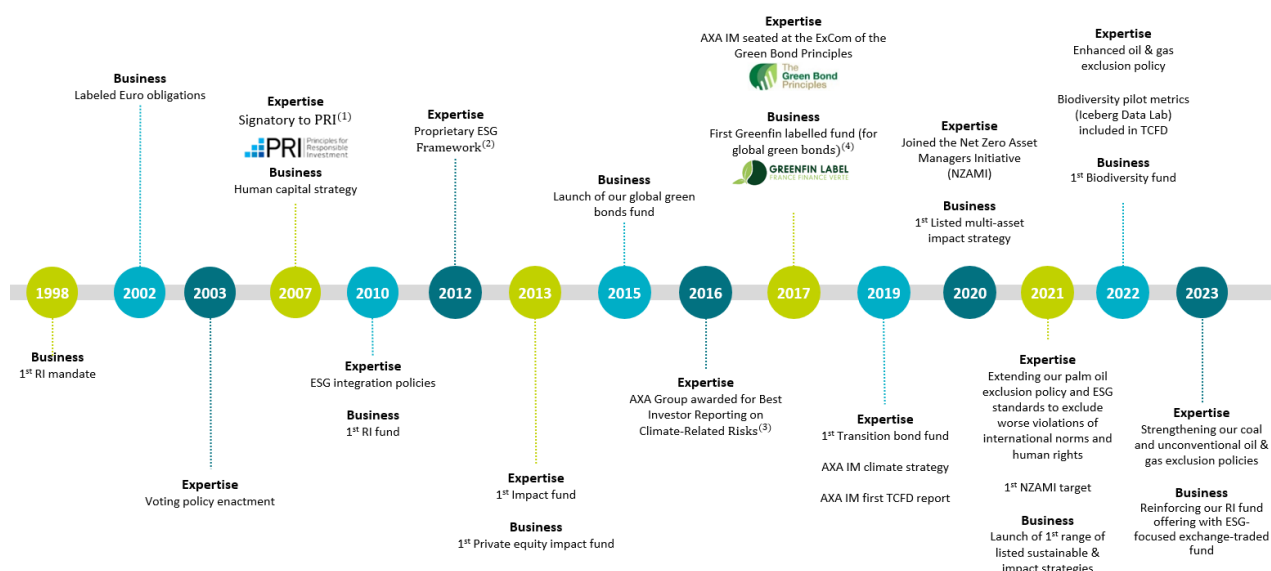 Business
Labeled Euro obligations
Expertise
Signatory to PRI(1)
PRI Principles for
Responsible
Investment
Business
Human capital strategy
Expertise
Proprietary ESG
Framework(2)
Business
Launch of our global green
bonds fund
Expertise
AXA IM seated at the ExCom of the
Green Bond Principles
The
Green Bond
Principles
Business
First Greenfin labelled fund (for
global green bonds)(4)
GREENFIN LABEL
FRANCE FINANCE VERTE
Expertise
Joined the Net Zero Asset
Managers Initiative
(NZAMI)
Business
1st Listed multi-asset
impact strategy
Expertise
Enhanced oil & gas
exclusion policy
Biodiversity pilot metrics
(Iceberg Data Lab)
included in TCFD
Business
1st Biodiversity fund
1998 2002 2003 2007 2010 2012 2013 2015 2016 2017 2019 2020 2021 2022 2023
Business
1st RI mandate
Expertise
Voting policy enactment
Expertise
ESG integration policies
Business
1st RI fund
Expertise
1st Impact fund
Business
1st Private equity impact fund
Expertise
AXA Group awarded for Best
Investor Reporting on
Climate-Related Risks(3)
Expertise
1st Transition bond fund
AXA IM climate strategy
AXA IM first TCFD report
Expertise
Extending our palm oil
exclusion policy and ESG
standards to exclude
worse violations of
international norms and
human rights
1st NZAMI target
Business
Launch of 1st range of
listed sustainable &
impact strategies
Expertise
Strengthening our coal
and unconventional oil &
gas exclusion policies
Business
Reinforcing our RI fund
offering with ESG-
focused exchange-traded
fund